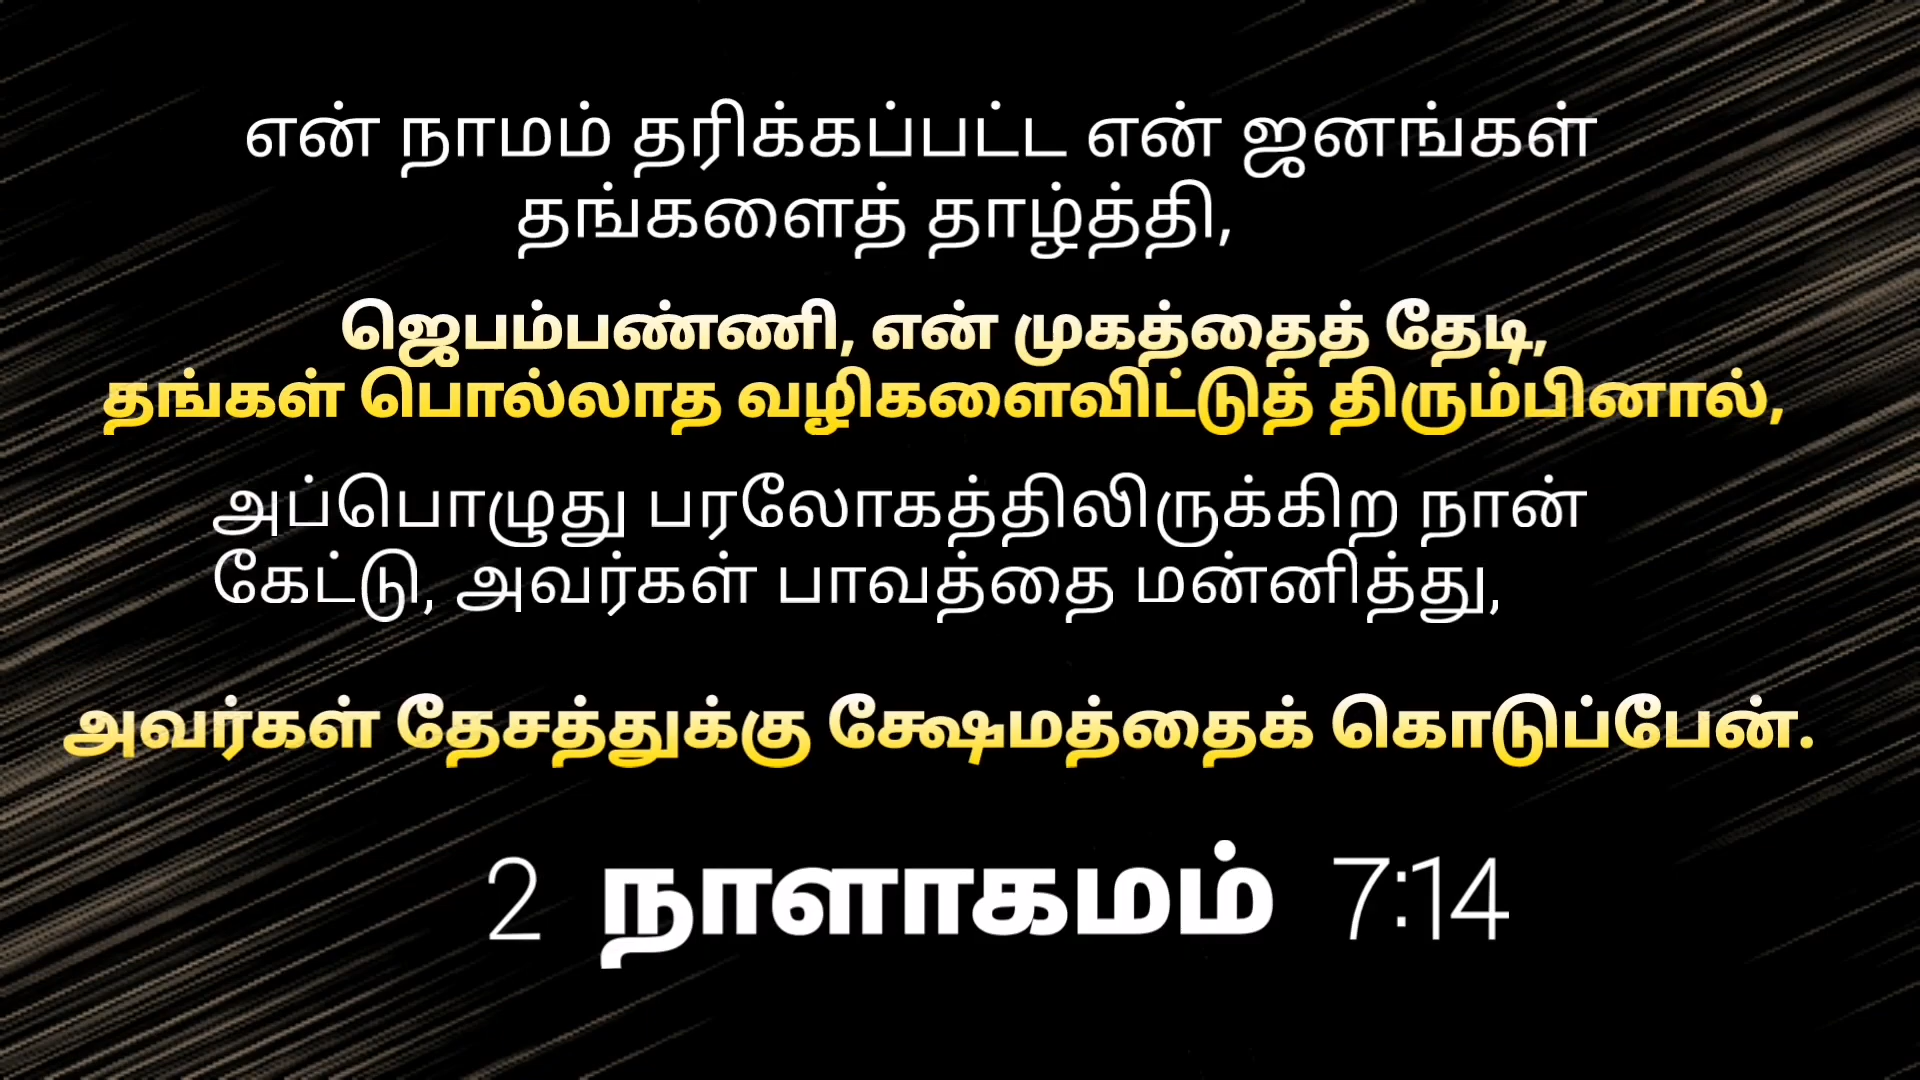 என் நாமம் தரிக்கப்பட்ட என் ஜனங்கள்
தங்களைத் தாழ்த்தி,
ஜெபம்பண்ணி, என் முகத்தைத் தேடி,
தங்கள் பொல்லாத வழிகளைவிட்டுத் திரும்பினால்,
அப்பொழுது பரலோகத்திலிருக்கிற நான்
கேட்டு, அவர்கள் பாவத்தை மன்னித்து,
அவர்கள் தேசத்துக்கு க்ஷேமத்தைக் கொடுப்பேன்.
2 நாளாகமம் 7:14